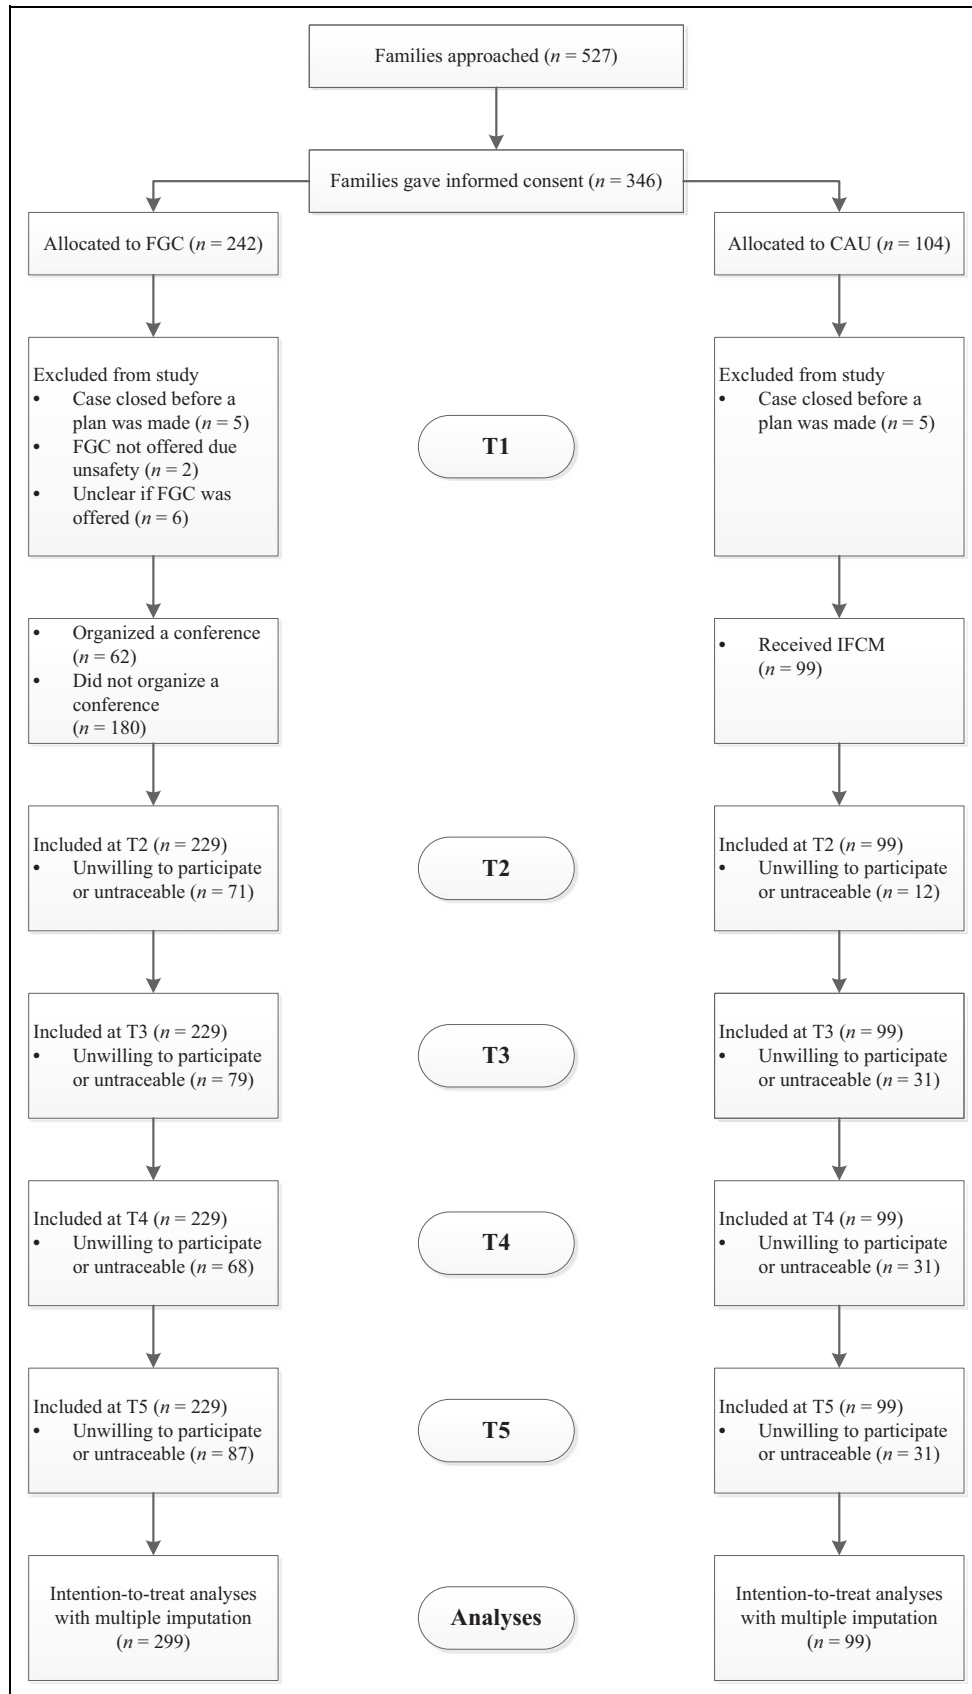 Families approached (n = 527)
Families gave informed consent (n = 346)
Allocated to FGC (n = 242)
Allocated to CAU (n = 104)
Excluded from study
• Case closed before a
plan was made (n = 5)
• FGC not offered due
unsafety (n = 2)
• Unclear if FGC was
offered (n = 6)
T1
Excluded from study
• Case closed before a
plan was made (n = 5)
• Organized a conference
(n = 62)
• Did not organize a
conference
(n = 180)
• Received IFCM
(n = 99)
Included at T2 (n = 229)
• Unwilling to participate
or untraceable (n = 71)
T2
Included at T2 (n = 99)
• Unwilling to participate
or untraceable (n = 12)
Included at T3 (n = 229)
• Unwilling to participate
or untraceable (n = 79)
T3
Included at T3 (n = 99)
• Unwilling to participate
or untraceable (n = 31)
Included at T4 (n = 229)
• Unwilling to participate
or untraceable (n = 68)
T4
Included at T4 (n = 99)
• Unwilling to participate
or untraceable (n = 31)
Included at T5 (n = 229)
• Unwilling to participate
or untraceable (n = 87)
T5
Included at T5 (n = 99)
• Unwilling to participate
or untraceable (n = 31)
Intention-to-treat analyses
with multiple imputation
(n = 299)
Analyses
Intention-to-treat analyses
with multiple imputation
(n = 99)